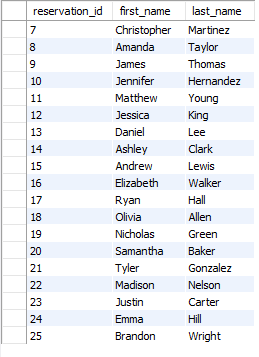 reservation_id first_name last_name
7 Christopher Martinez
8 Amanda Taylor
9 James Thomas
10 Jennifer Hernandez
11 Matthew Young
12 Jessica King
13 Daniel Lee
14 Ashley Clark
15 Andrew Lewis
16 Elizabeth Walker
17 Ryan Hall
18 Olivia Allen
19 Nicholas Green
20 Samantha Baker
21 Tyler Gonzalez
22 Madison Nelson
23 Justin Carter
24 Emma Hill
25 Brandon Wright